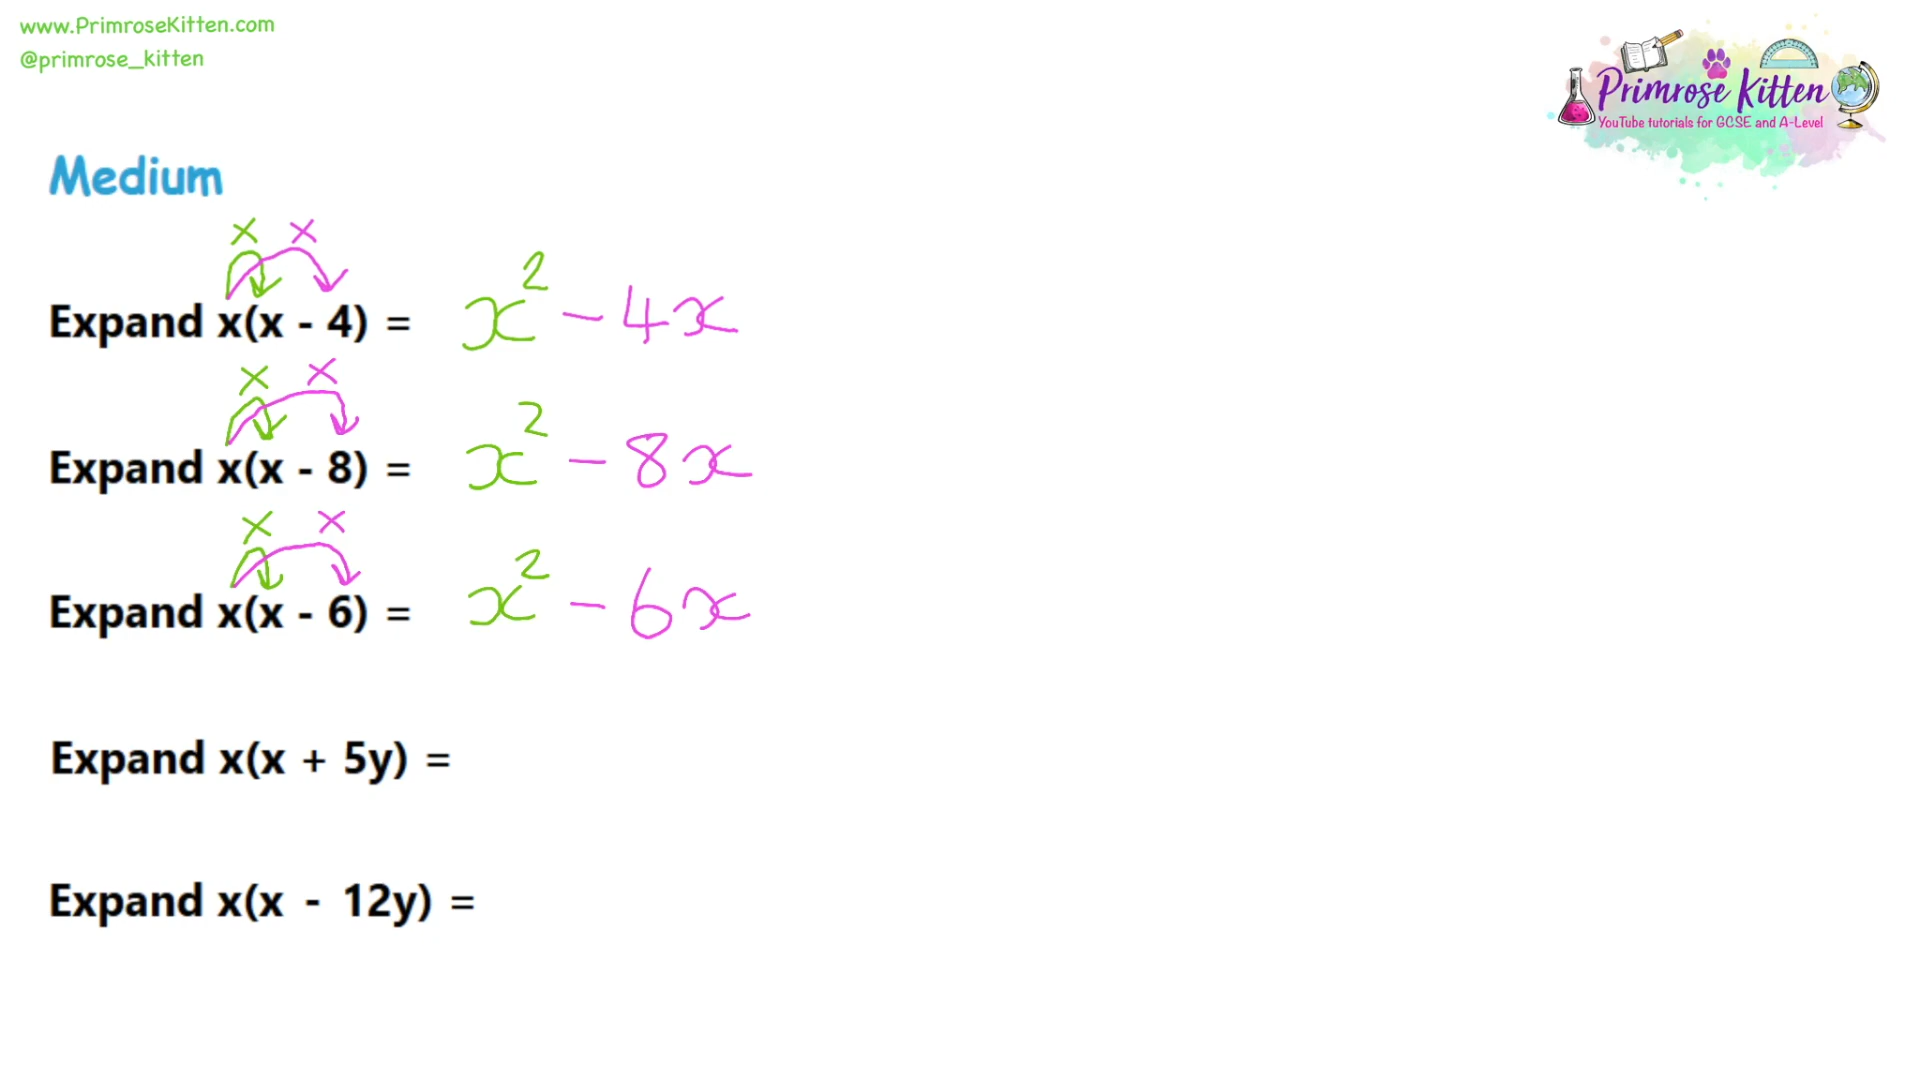 www.PrimroseKitten.com
@primrose_kitten
Primrose Kitten
YouTube tutorials for GCSE and A-Level
Medium
× ×
Expand x(x - 4) = x² - 4x
× ×
Expand x(x - 8) = x² - 8x
× ×
Expand x(x - 6) = x² - 6x
Expand x(x + 5y) =
Expand x(x - 12y) =